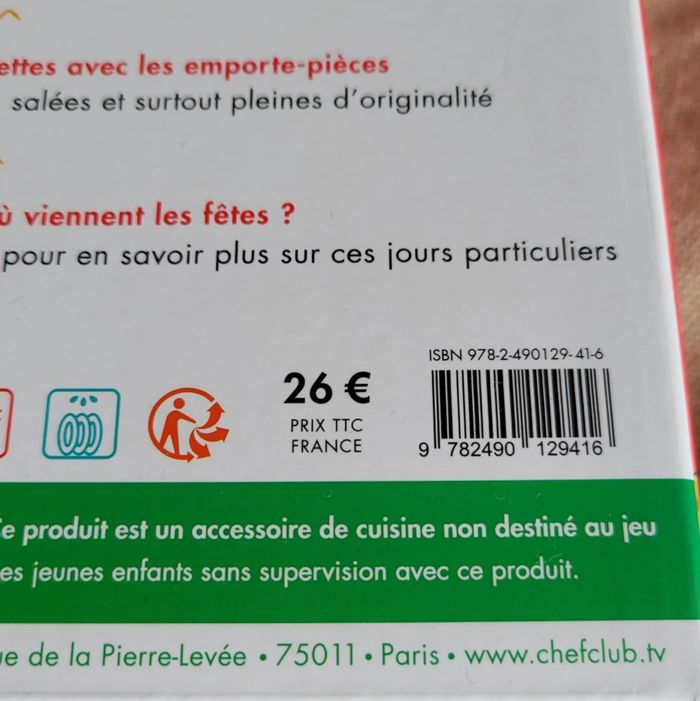 ettes avec les emporte-pièces
salées et surtout pleines d'originalité
ù viennent les fêtes ?
pour en savoir plus sur ces jours particuliers
ISBN 978-2-490129-41-6
26 €
PRIX TTC
FRANCE
9 782490 129416
e produit est un accessoire de cuisine non destiné au jeu
es jeunes enfants sans supervision avec ce produit.
ue de la Pierre-Levée • 75011 • Paris • www.chefclub.tv